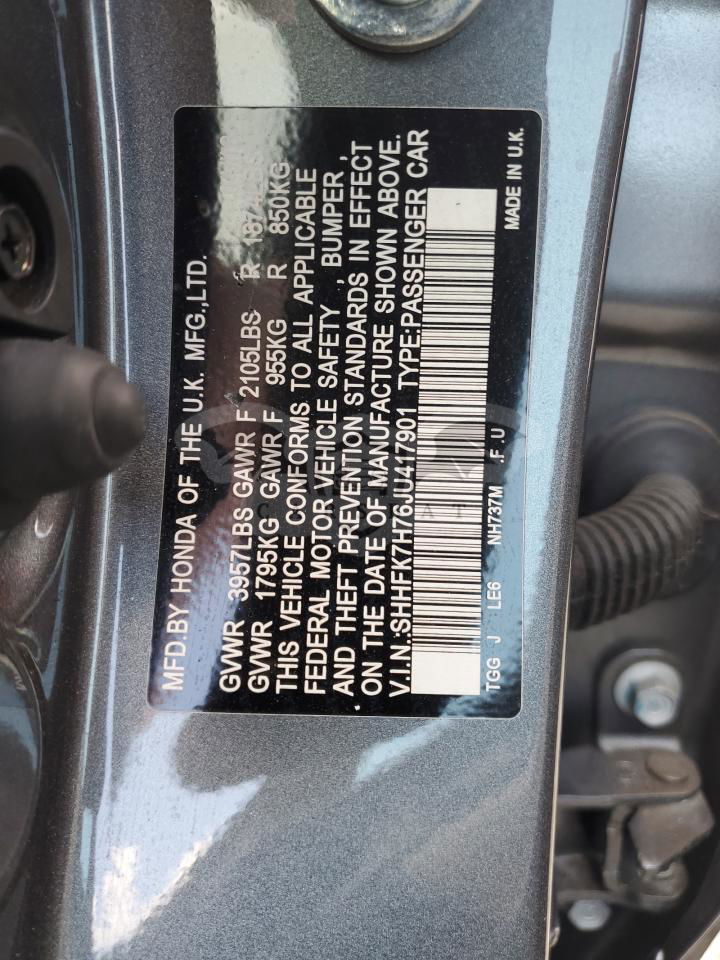 MFD.BY HONDA OF THE U.K. MFG.,LTD.
GVWR 3957LBS GAWR F 2105LBS R
GVWR 1795KG GAWR F 955KG R 850KG
THIS VEHICLE CONFORMS TO ALL APPLICABLE
FEDERAL MOTOR VEHICLE SAFETY , BUMPER ,
AND THEFT PREVENTION STANDARDS IN EFFECT
ON THE DATE OF MANUFACTURE SHOWN ABOVE.
V.I.N.:SHHFK7H76JU417901 TYPE:PASSENGER CAR
TGG J LE6 NH737M .F.U MADE IN U.K.